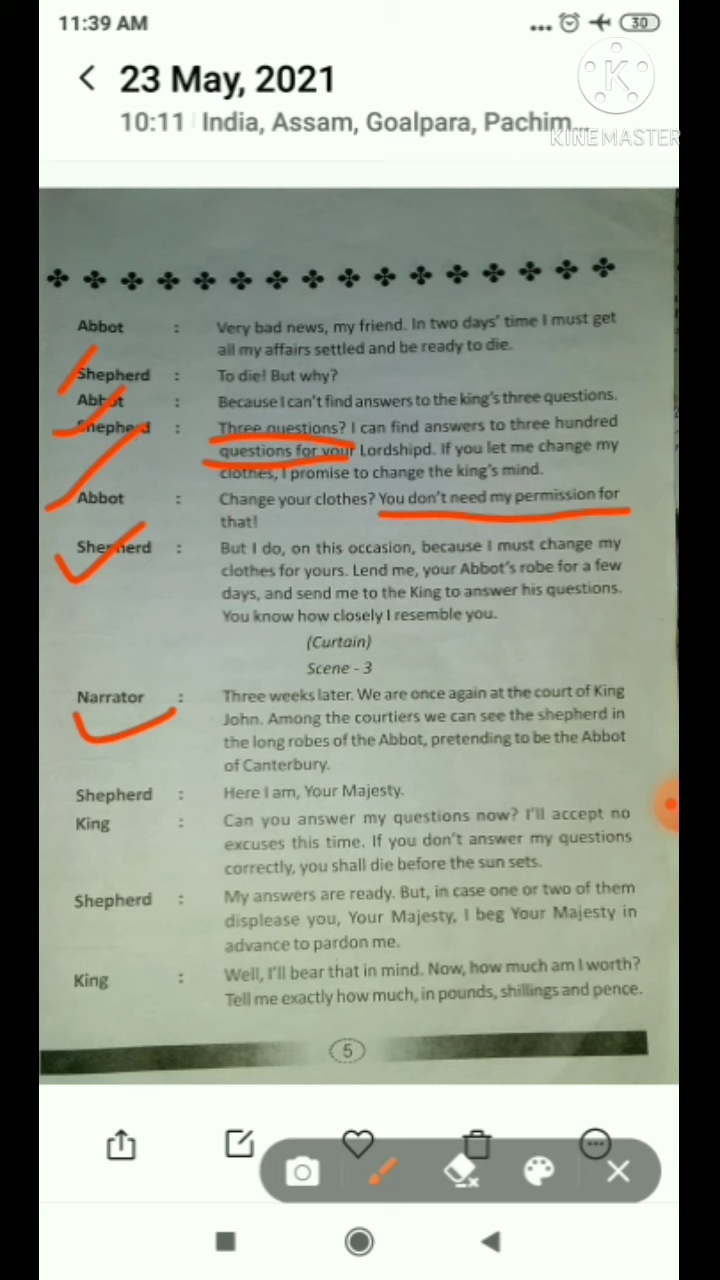 11:39 AM
30
23 May, 2021
10:11 India, Assam, Goalpara, Pachim...
K
KINEMASTER
Abbot : Very bad news, my friend. In two days' time I must get
all my affairs settled and be ready to die.
Shepherd : To die! But why?
Abbot : Because I can't find answers to the king's three questions.
Shepherd : Three questions? I can find answers to three hundred
questions for your Lordshipd. If you let me change my
clothes, I promise to change the king's mind.
Abbot : Change your clothes? You don't need my permission for
that!
Shepherd : But I do, on this occasion, because I must change my
clothes for yours. Lend me, your Abbot's robe for a few
days, and send me to the King to answer his questions.
You know how closely I resemble you.
(Curtain)
Scene - 3
Narrator : Three weeks later. We are once again at the court of King
John. Among the courtiers we can see the shepherd in
the long robes of the Abbot, pretending to be the Abbot
of Canterbury.
Shepherd : Here I am, Your Majesty.
King : Can you answer my questions now? I'll accept no
excuses this time. If you don't answer my questions
correctly, you shall die before the sun sets.
Shepherd : My answers are ready. But, in case one or two of them
displease you, Your Majesty, I beg Your Majesty in
advance to pardon me.
King : Well, I'll bear that in mind. Now, how much am I worth?
Tell me exactly how much, in pounds, shillings and pence.
5